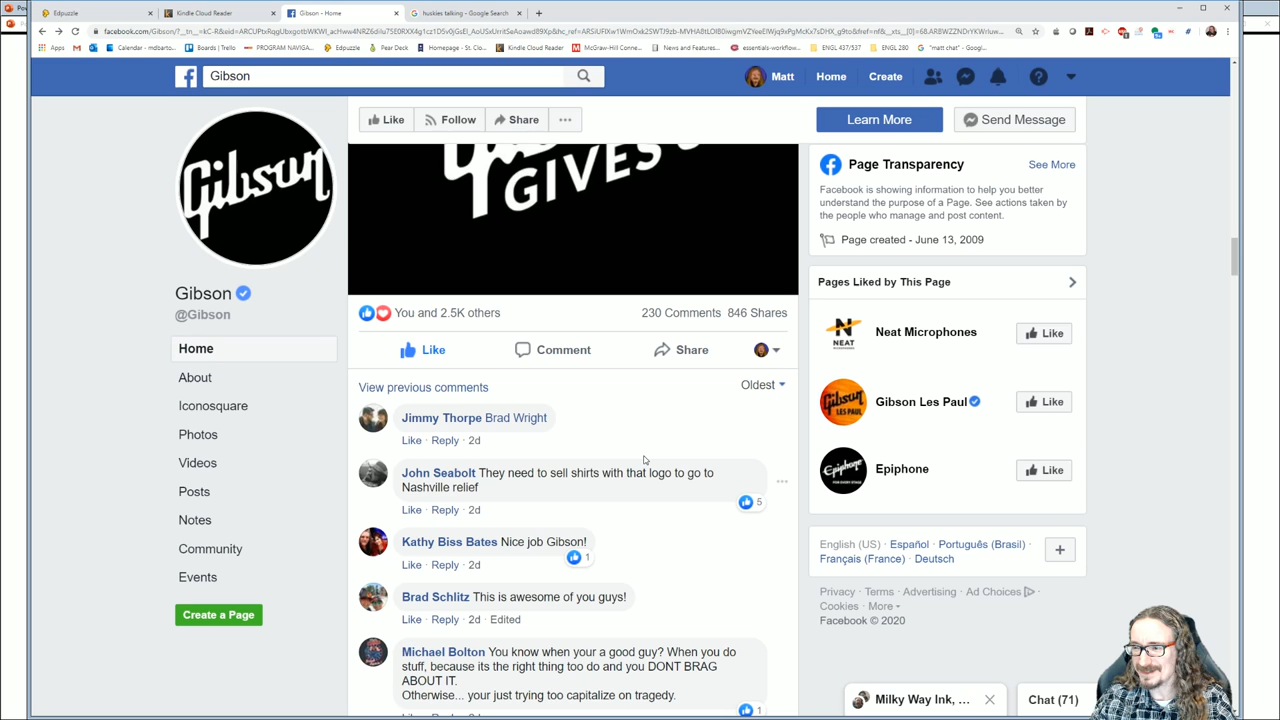 Edpuzzle
Kindle Cloud Reader
Gibson - Home
huskies talking - Google Search
Apps
Calendar - mdbarto...
Boards | Trello
PROGRAM NAVIGA...
Edpuzzle
Pear Deck
Homepage - St. Clo...
Kindle Cloud Reader
McGraw-Hill Conne...
News and Features...
essentials-workflow...
ENGL 437/537
ENGL 280
"matt chat" - Googl...
Gibson
Matt
Home
Create
Like
Follow
Share
Learn More
Send Message
Gibson
GIVES
Gibson
Gibson
@Gibson
Home
About
Iconosquare
Photos
Videos
Posts
Notes
Community
Events
Create a Page
You and 2.5K others
230 Comments 846 Shares
Like
Comment
Share
View previous comments
Oldest
Jimmy Thorpe Brad Wright
Like · Reply · 2d
John Seabolt They need to sell shirts with that logo to go to
Nashville relief
5
Like · Reply · 2d
Kathy Biss Bates Nice job Gibson!
1
Like · Reply · 2d
Brad Schlitz This is awesome of you guys!
Like · Reply · 2d · Edited
Michael Bolton You know when your a good guy? When you do
stuff, because its the right thing too do and you DONT BRAG
ABOUT IT.
Otherwise... your just trying too capitalize on tragedy.
1
Page Transparency
See More
Facebook is showing information to help you better
understand the purpose of a Page. See actions taken by
the people who manage and post content.
Page created - June 13, 2009
Pages Liked by This Page
NEAT
Neat Microphones
Like
Gibson
LES PAUL
Gibson Les Paul
Like
Epiphone
Epiphone
Like
English (US) · Español · Português (Brasil) ·
Français (France) · Deutsch
Privacy · Terms · Advertising · Ad Choices ·
Cookies · More
Facebook © 2020
Milky Way Ink, ...
Chat (71)